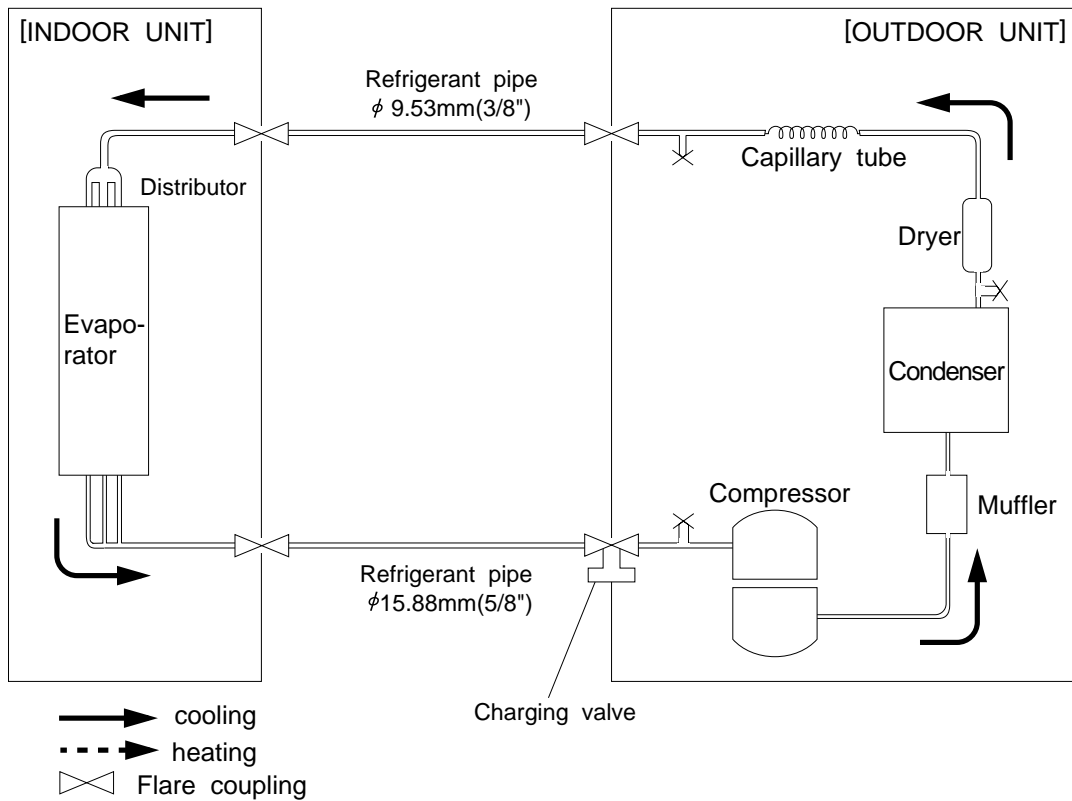 [INDOOR UNIT]
[OUTDOOR UNIT]
Refrigerant pipe
ϕ 9.53mm(3/8")
Capillary tube
Distributor
Dryer
Evapo-
rator
Condenser
Compressor
Muffler
Refrigerant pipe
ϕ15.88mm(5/8")
Charging valve
cooling
heating
Flare coupling